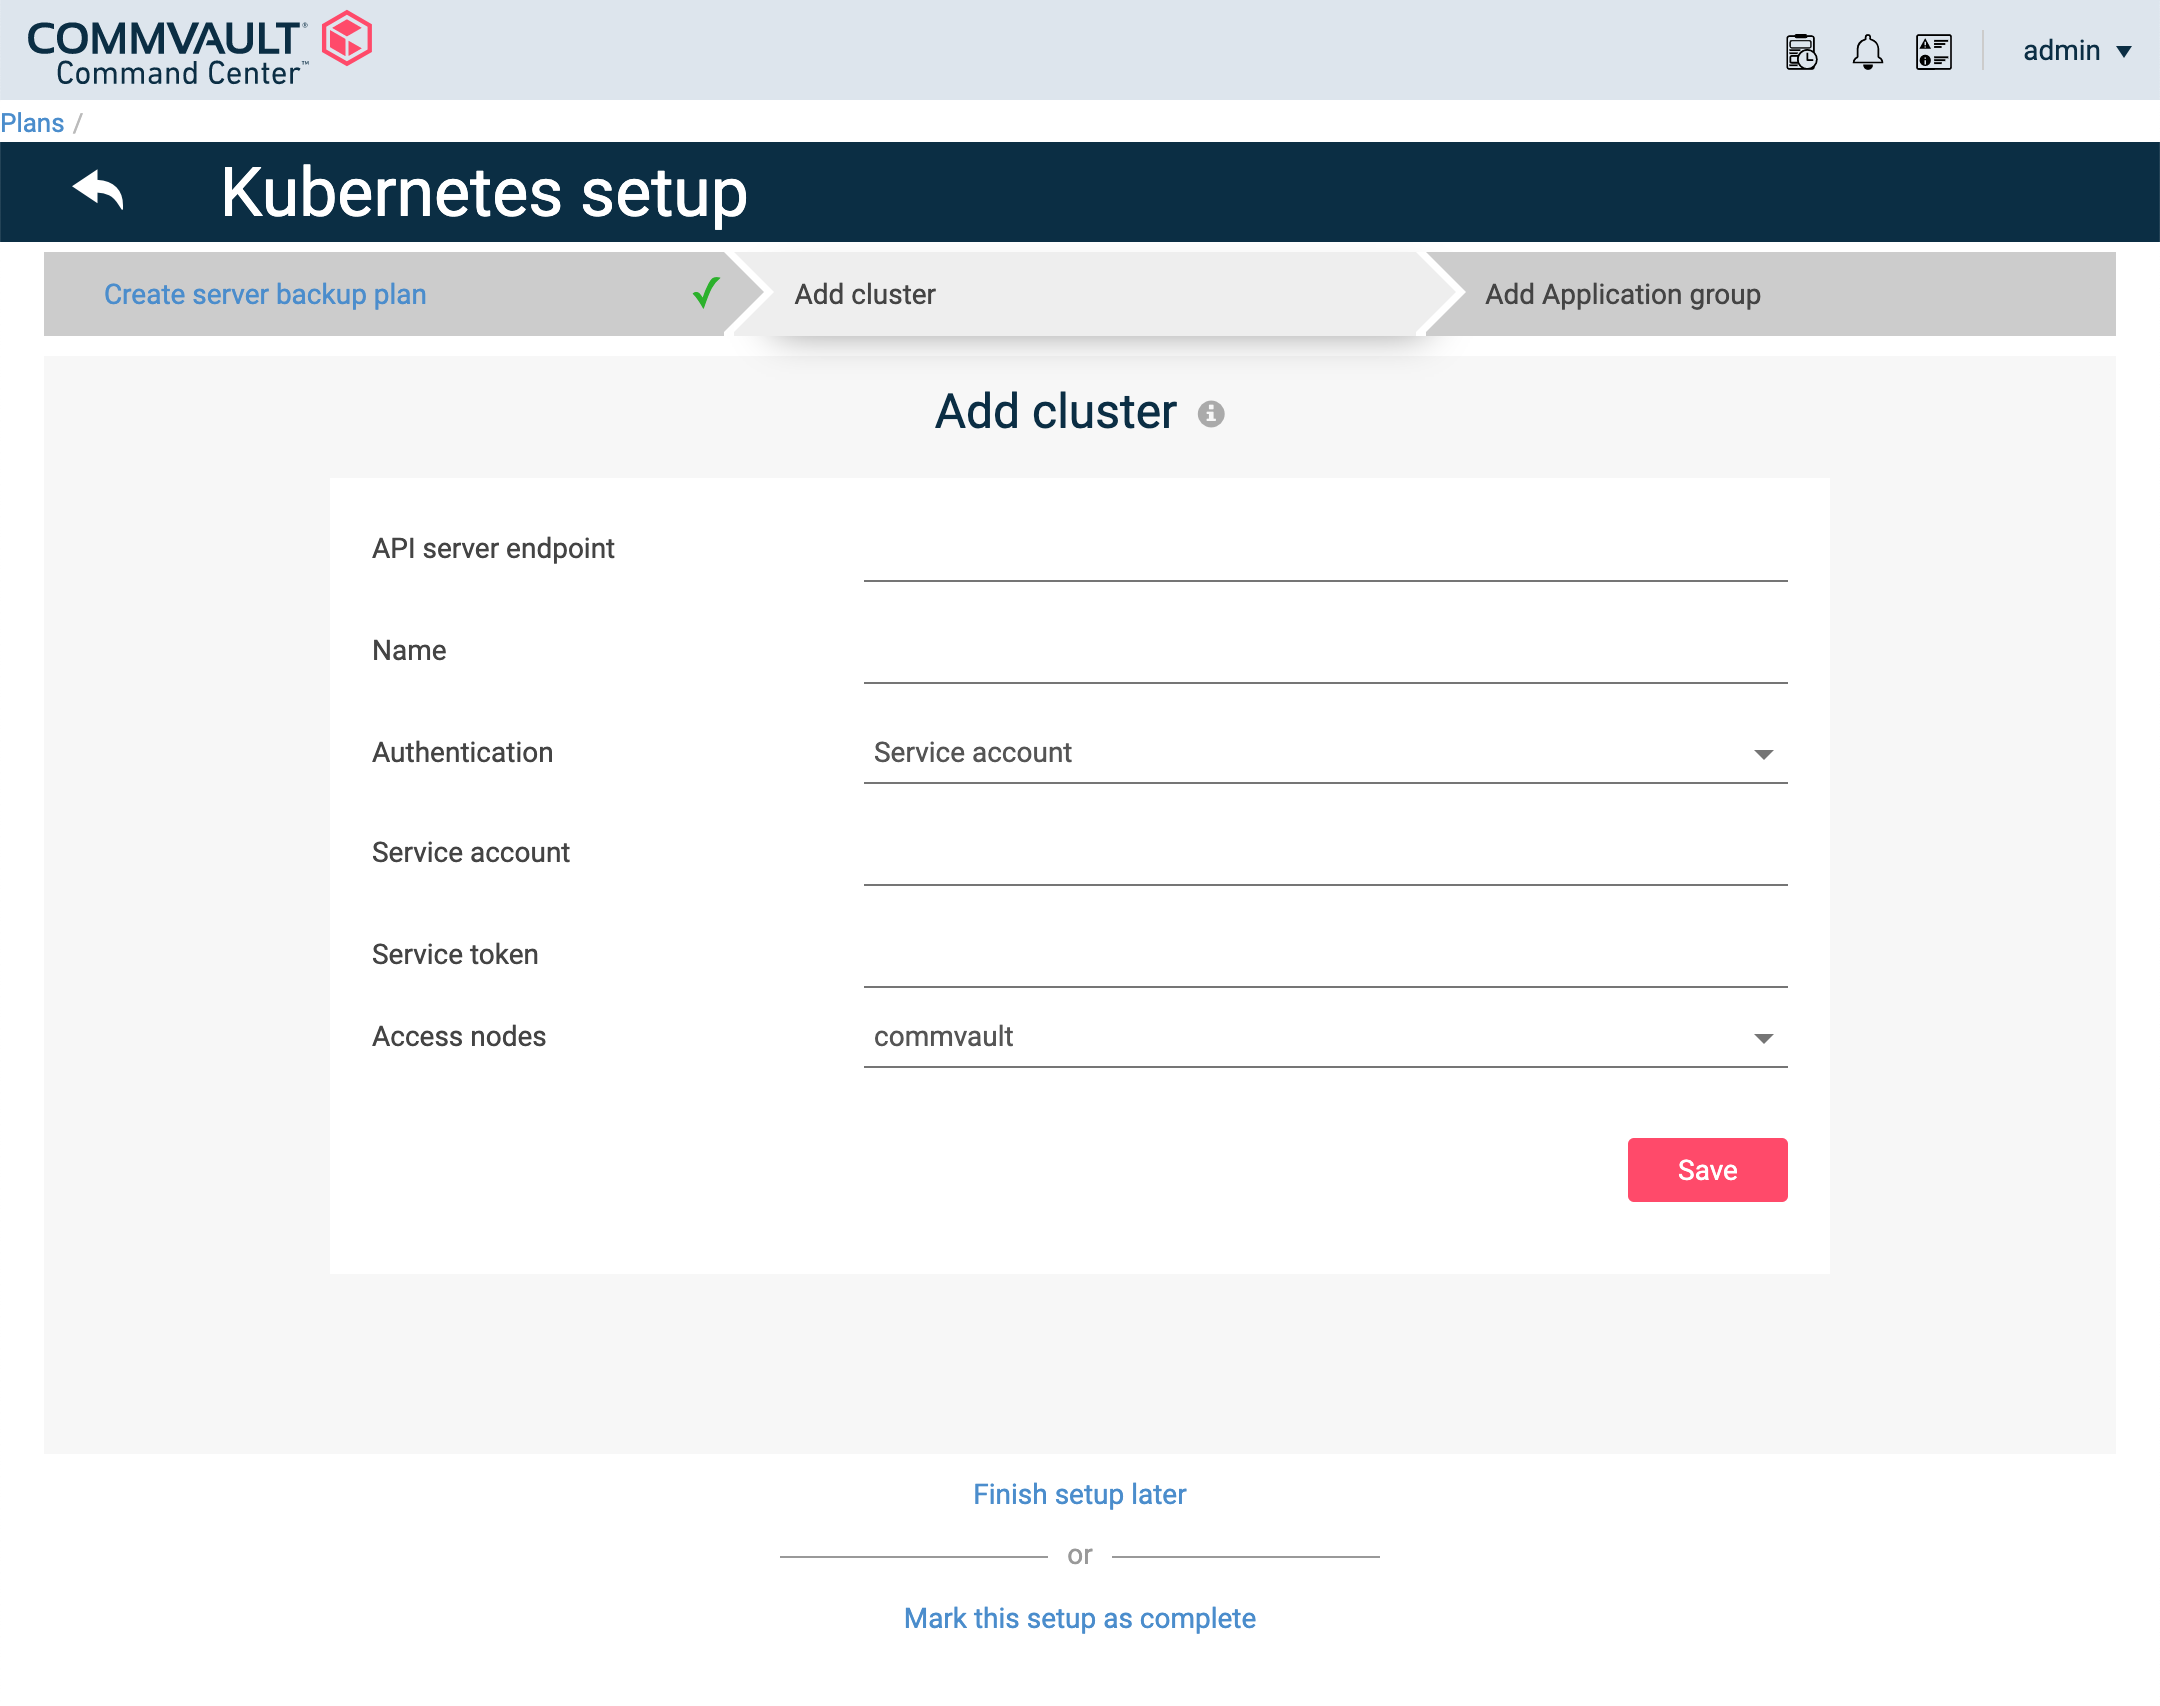 COMMVAULT®
Command Center™
admin
Plans /
Kubernetes setup
Create server backup plan
Add cluster
Add Application group
Add cluster
API server endpoint
Name
Authentication Service account
Service account
Service token
Access nodes commvault
Save
Finish setup later
or
Mark this setup as complete